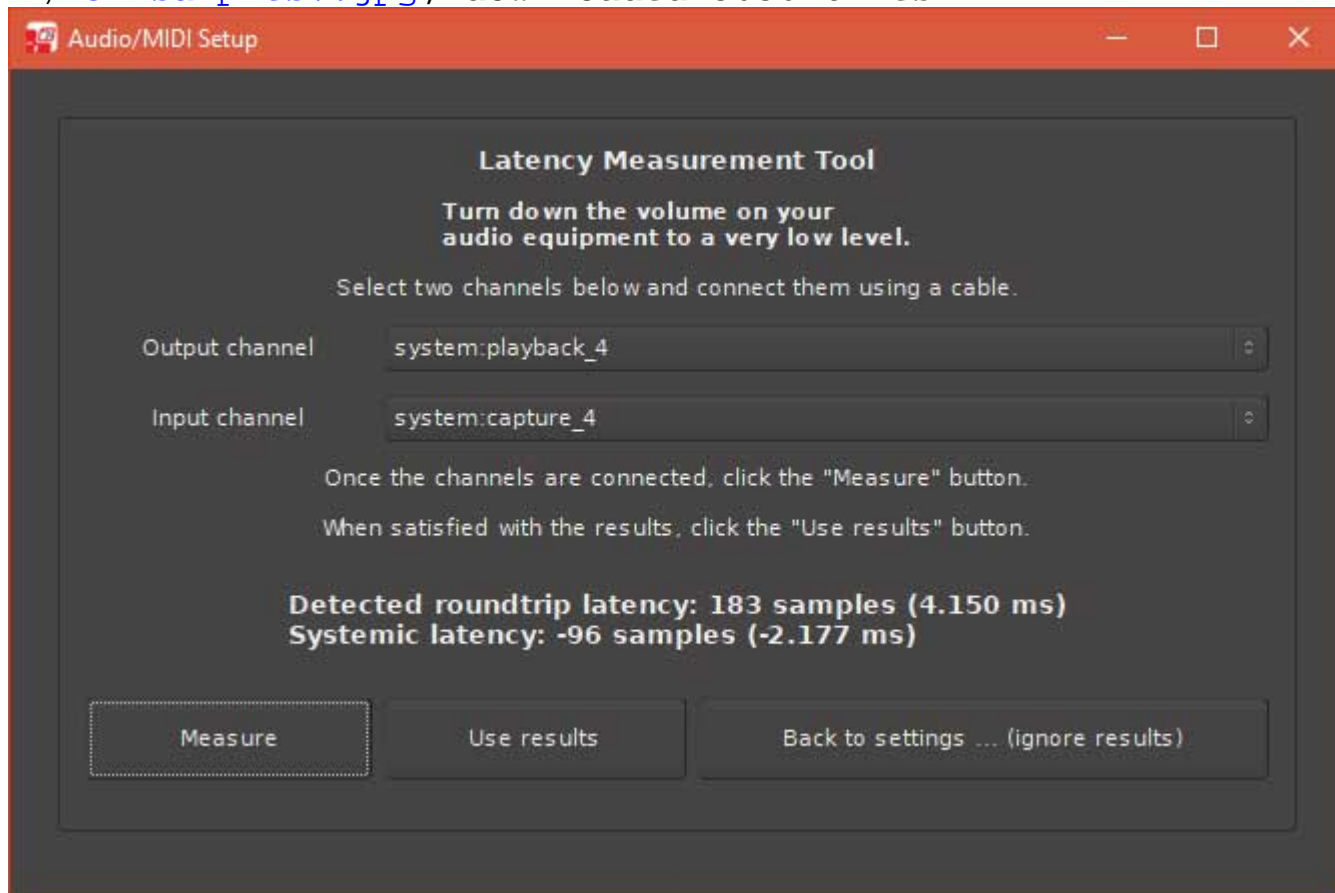 Audio/MIDI Setup
Latency Measurement Tool
Turn down the volume on your
audio equipment to a very low level.
Select two channels below and connect them using a cable.
Output channel system:playback_4
Input channel system:capture_4
Once the channels are connected, click the "Measure" button.
When satisfied with the results, click the "Use results" button.
Detected roundtrip latency: 183 samples (4.150 ms)
Systemic latency: -96 samples (-2.177 ms)
Measure Use results Back to settings ... (ignore results)